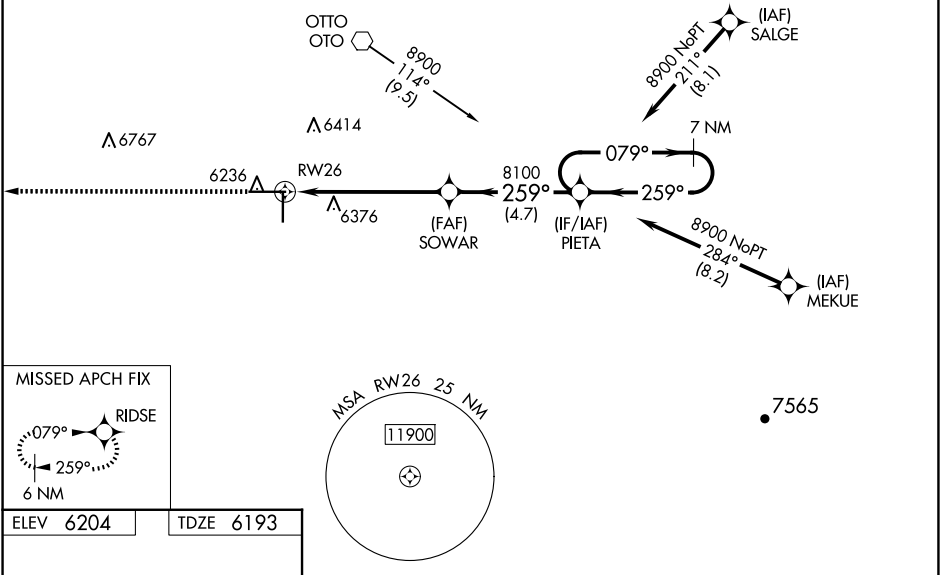 OTTO
OTO
8900
114°
(9.5)
(IAF)
SALGE
8900 NoPT
211°
(8.1)
7 NM
079°
259°
6767
6414
6236
RW26
6376
(FAF)
SOWAR
8100
259°
(4.7)
(IF/IAF)
PIETA
8900 NoPT
284°
(8.2)
(IAF)
MEKUE
MISSED APCH FIX
RIDSE
079°
259°
6 NM
MSA RW26 25 NM
11900
7565
ELEV 6204
TDZE 6193